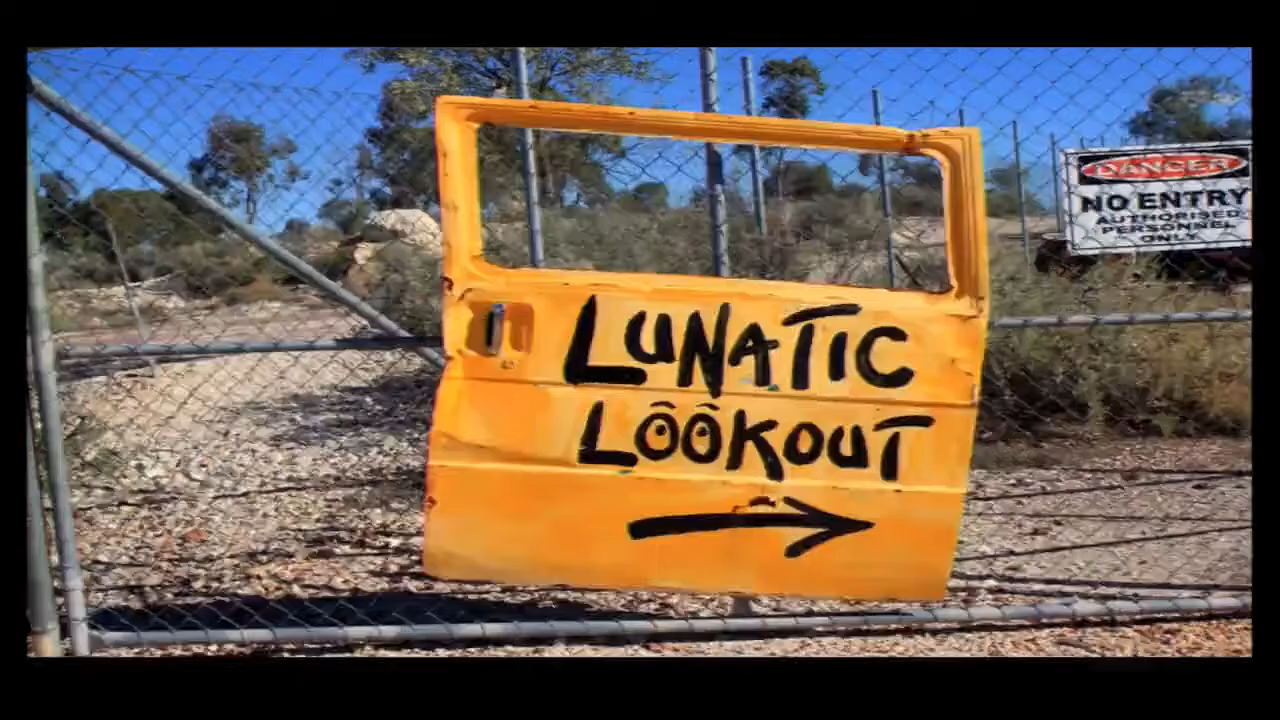 LUNATIC
LOOKOUT
DANGER
NO ENTRY
AUTHORISED
PERSONNEL
ONLY